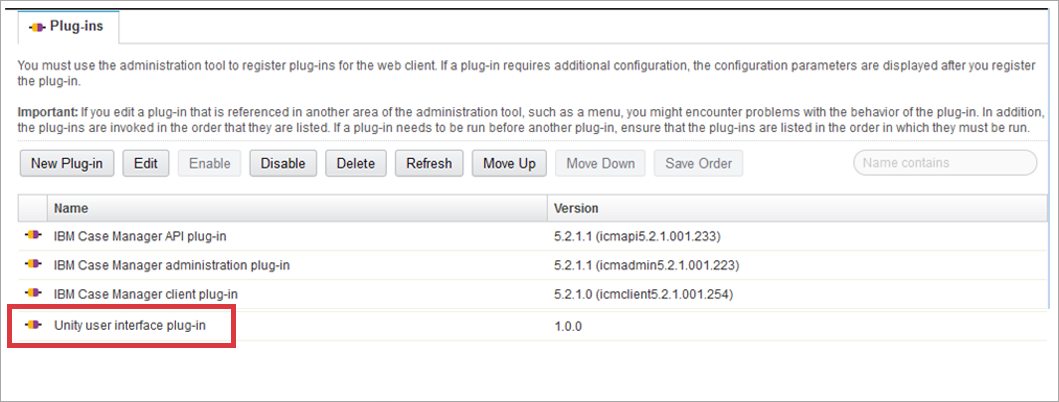 Plug-ins
You must use the administration tool to register plug-ins for the web client. If a plug-in requires additional configuration, the configuration parameters are displayed after you register
the plug-in.
Important: If you edit a plug-in that is referenced in another area of the administration tool, such as a menu, you might encounter problems with the behavior of the plug-in. In addition,
the plug-ins are invoked in the order that they are listed. If a plug-in needs to be run before another plug-in, ensure that the plug-ins are listed in the order in which they must be run.
New Plug-in Edit Enable Disable Delete Refresh Move Up Move Down Save Order Name contains
Name Version
IBM Case Manager API plug-in 5.2.1.1 (icmapi5.2.1.001.233)
IBM Case Manager administration plug-in 5.2.1.1 (icmadmin5.2.1.001.223)
IBM Case Manager client plug-in 5.2.1.0 (icmclient5.2.1.001.254)
Unity user interface plug-in 1.0.0